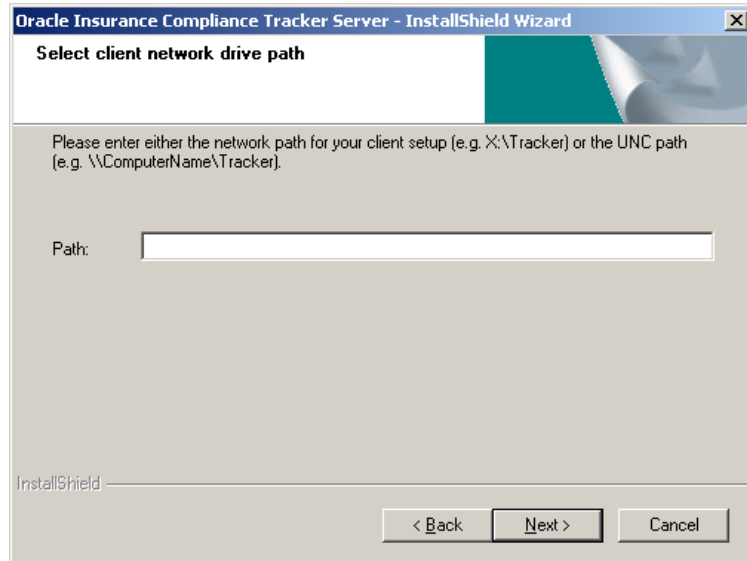 Oracle Insurance Compliance Tracker Server - InstallShield Wizard
Select client network drive path
Please enter either the network path for your client setup (e.g. X:\Tracker) or the UNC path
(e.g. \\ComputerName\Tracker).
Path:
InstallShield
< Back Next > Cancel